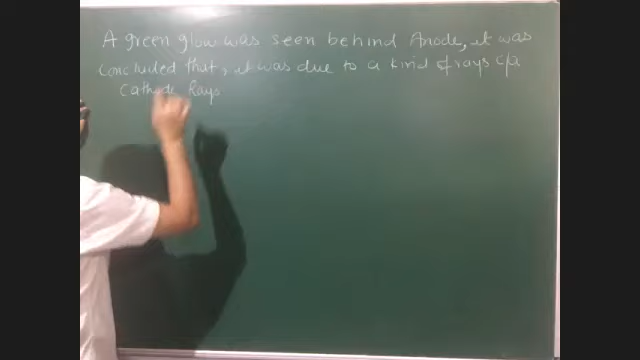 A green glow was seen behind Anode, it was
concluded that, it was due to a kind of rays
Cathode Rays